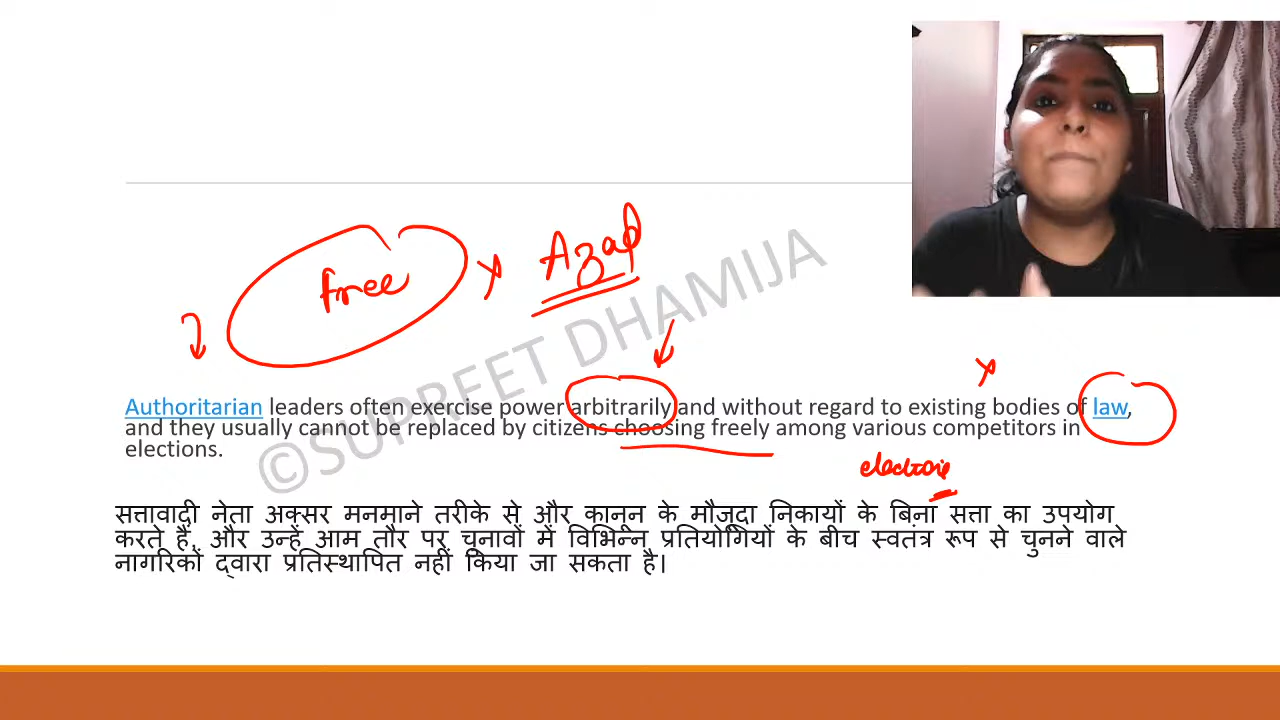 free x Azad
©SUPREET DHAMIJA
x
Authoritarian leaders often exercise power arbitrarily and without regard to existing bodies of law,
and they usually cannot be replaced by citizens choosing freely among various competitors in
elections.
सत्तावादी नेता अक्सर मनमाने तरीके से और कानून के मौजूदा निकायों के बिना सत्ता का उपयोग
करते हैं, और उन्हें आम तौर पर चुनावों में विभिन्न प्रतियोगियों के बीच स्वतंत्र रूप से चुनने वाले
नागरिकों द्वारा प्रतिस्थापित नहीं किया जा सकता है।